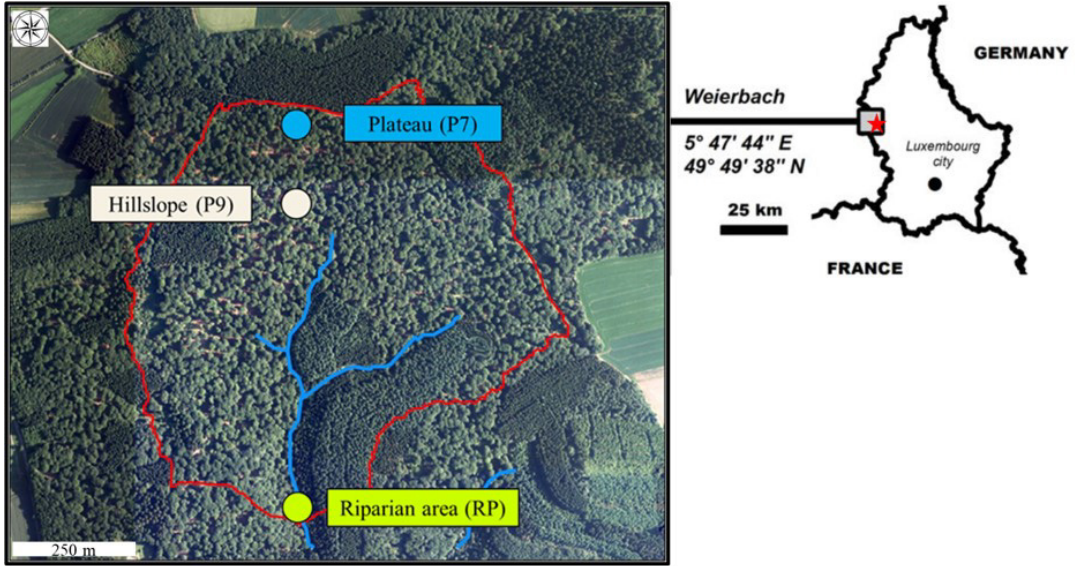 Plateau (P7)
Hillslope (P9)
Riparian area (RP)
250 m
Weierbach
5° 47' 44" E
49° 49' 38" N
25 km
GERMANY
Luxembourg
city
FRANCE